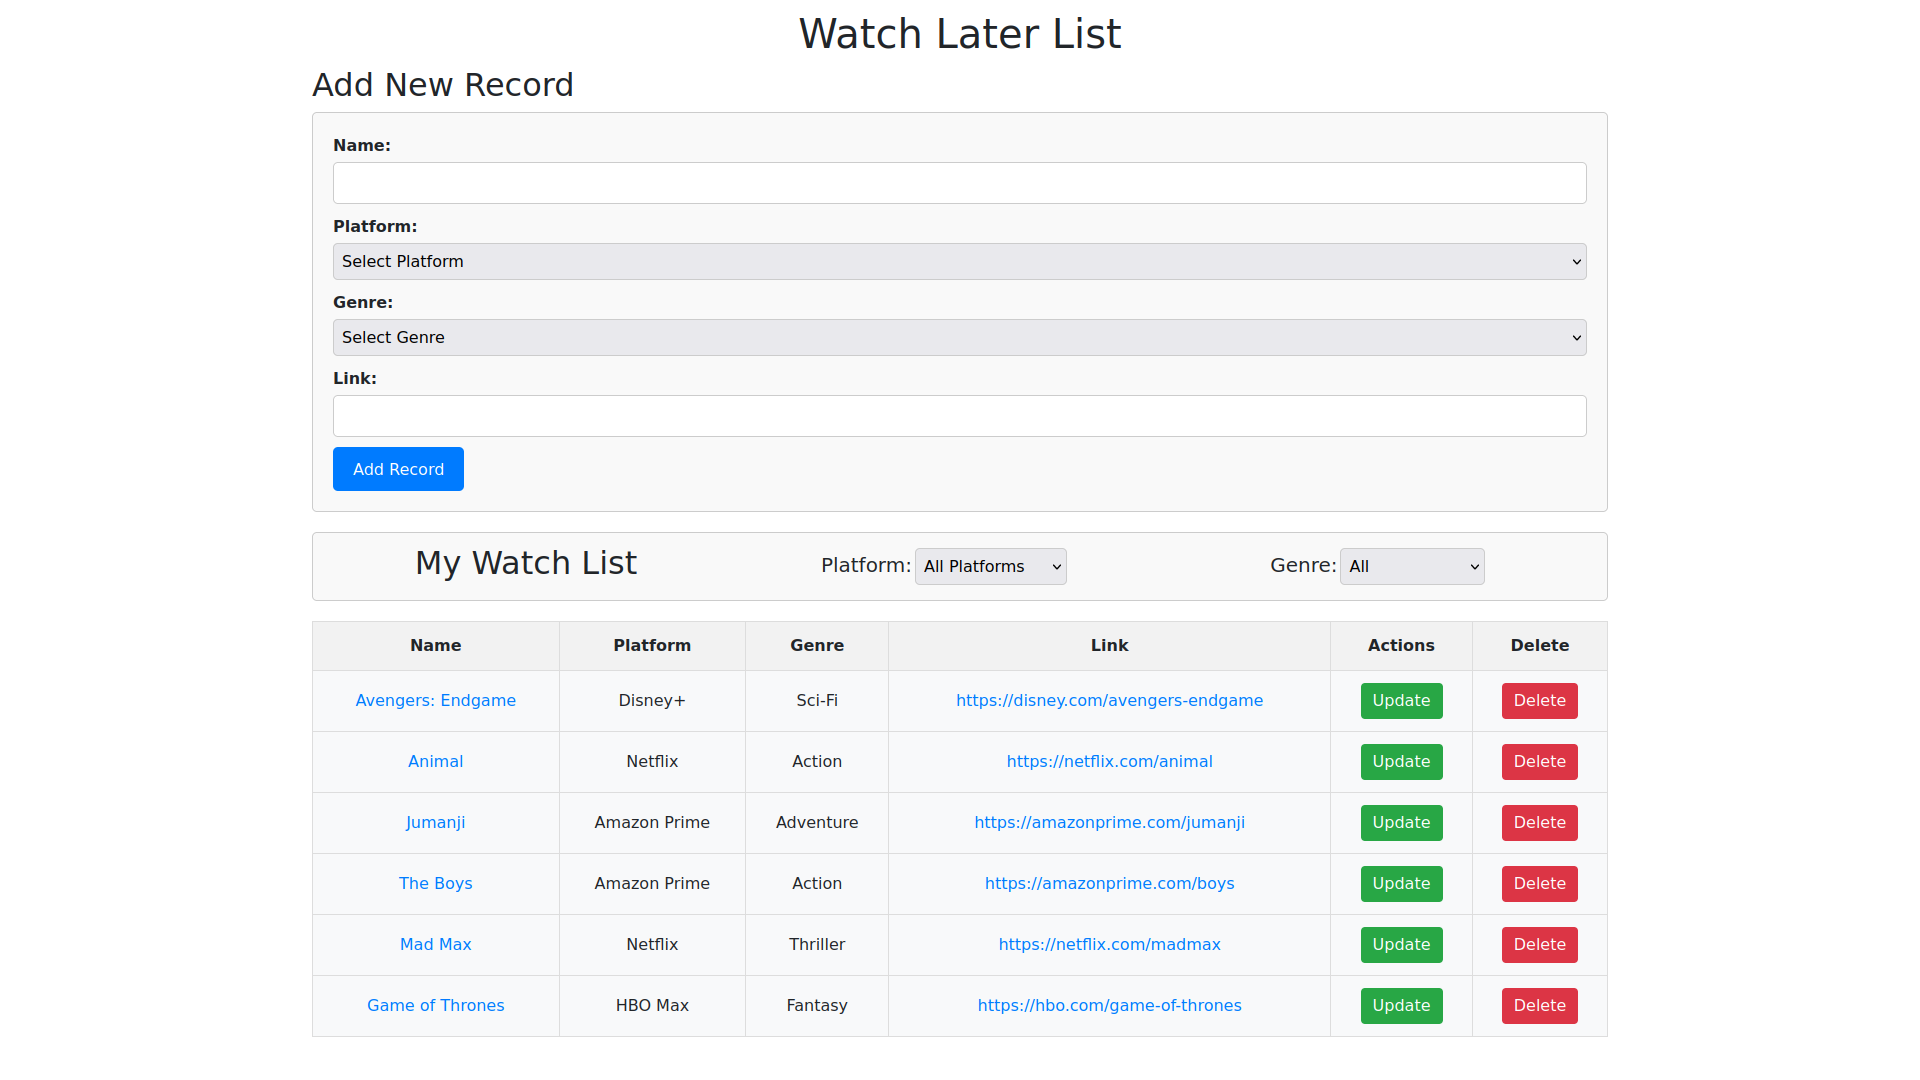 Watch Later List
Add New Record
Name:
Platform:
Select Platform
Genre:
Select Genre
Link:
Add Record
My Watch List Platform: All Platforms Genre: All
Name Platform Genre Link Actions Delete
Avengers: Endgame Disney+ Sci-Fi https://disney.com/avengers-endgame Update Delete
Animal Netflix Action https://netflix.com/animal Update Delete
Jumanji Amazon Prime Adventure https://amazonprime.com/jumanji Update Delete
The Boys Amazon Prime Action https://amazonprime.com/boys Update Delete
Mad Max Netflix Thriller https://netflix.com/madmax Update Delete
Game of Thrones HBO Max Fantasy https://hbo.com/game-of-thrones Update Delete